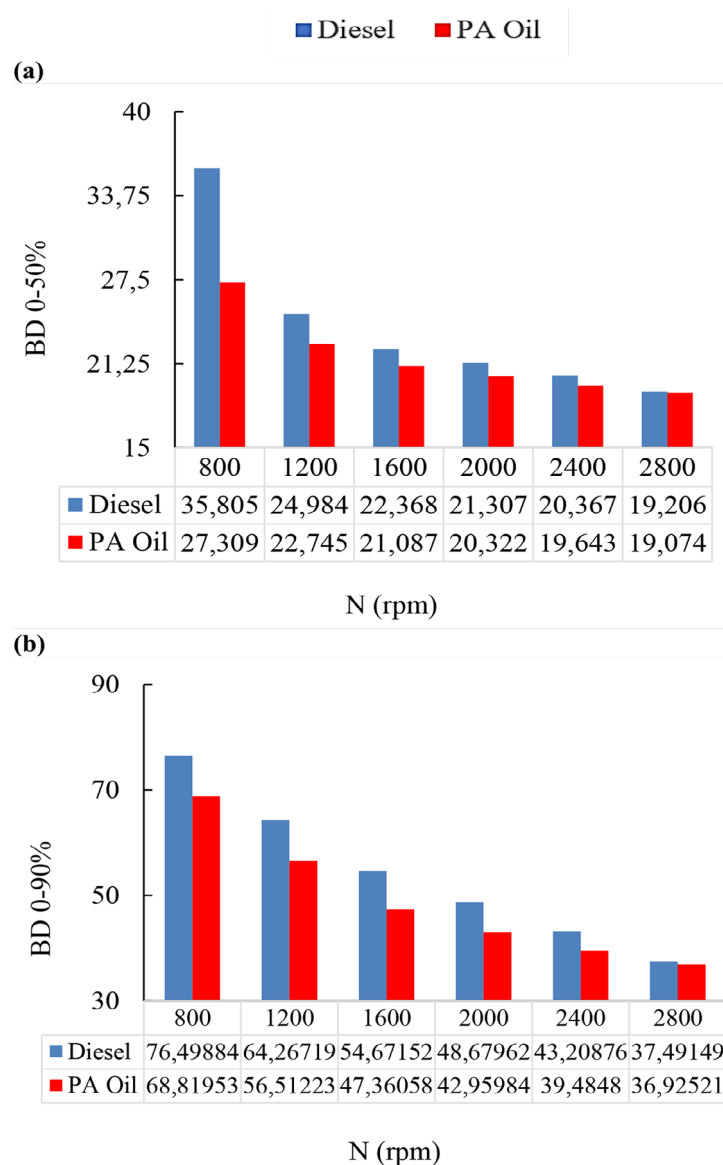 Diesel PA Oil
(a)
40
33,75
27,5
21,25
15
BD 0-50%
800 1200 1600 2000 2400 2800
Diesel 35,805 24,984 22,368 21,307 20,367 19,206
PA Oil 27,309 22,745 21,087 20,322 19,643 19,074
N (rpm)
(b)
90
70
50
30
BD 0-90%
800 1200 1600 2000 2400 2800
Diesel 76,49884 64,26719 54,67152 48,67962 43,20876 37,49149
PA Oil 68,81953 56,51223 47,36058 42,95984 39,4848 36,92521
N (rpm)